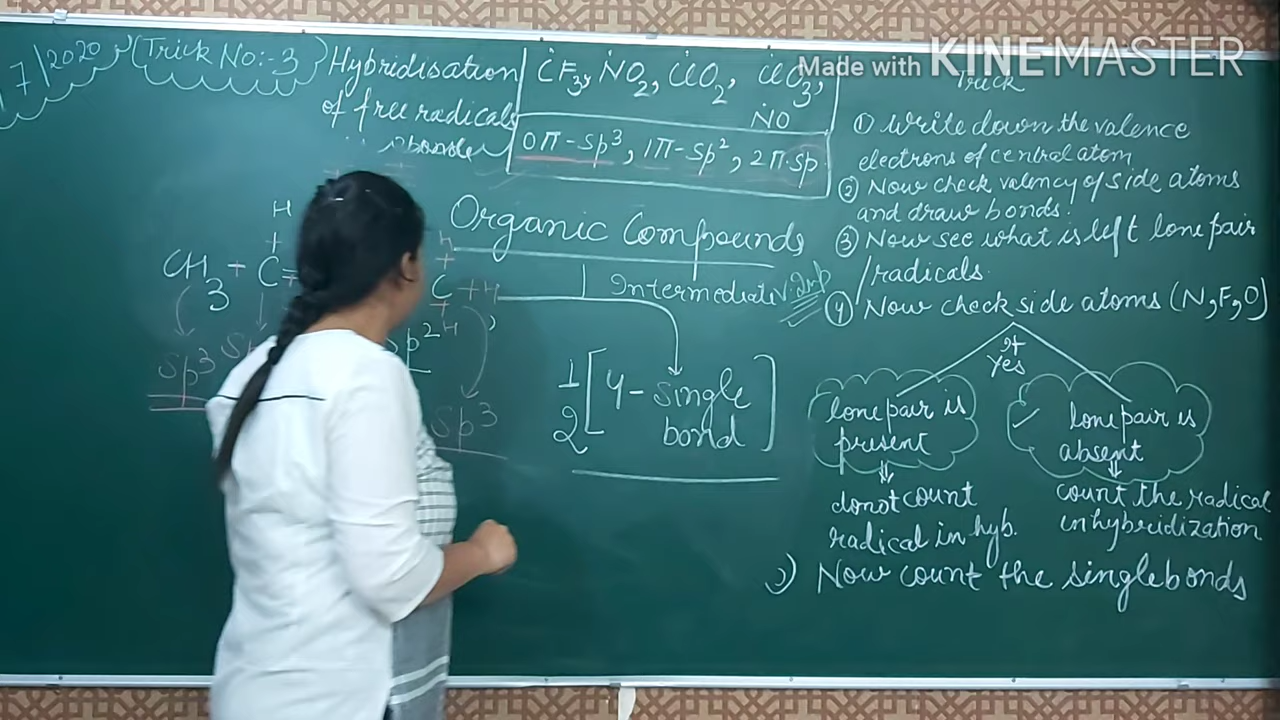 7/2020
(Trick No:-3)
Hybridisation
of free radicals
ĊF3, ṄO2, ĊlO2, ĊlO3,
ṄO
0π-sp3, 1π-sp2, 2π.sp.
Made with KINEMASTER
Trick
① Write down the valence
electrons of central atom
② Now check valency of side atoms
and draw bonds.
③ Now see what is left lone pair
/radicals.
④ Now check side atoms (N,F,O)
If
Yes
lone pair is
present
do not count
radical in hyb.
lone pair is
absent
count the radical
in hybridization
Now count the single bonds
Organic Compounds
Intermediate V.Imp
H
CH3 + C=
C + H
H
sp3
sp2
sp3
1
2
[4-single
bond]